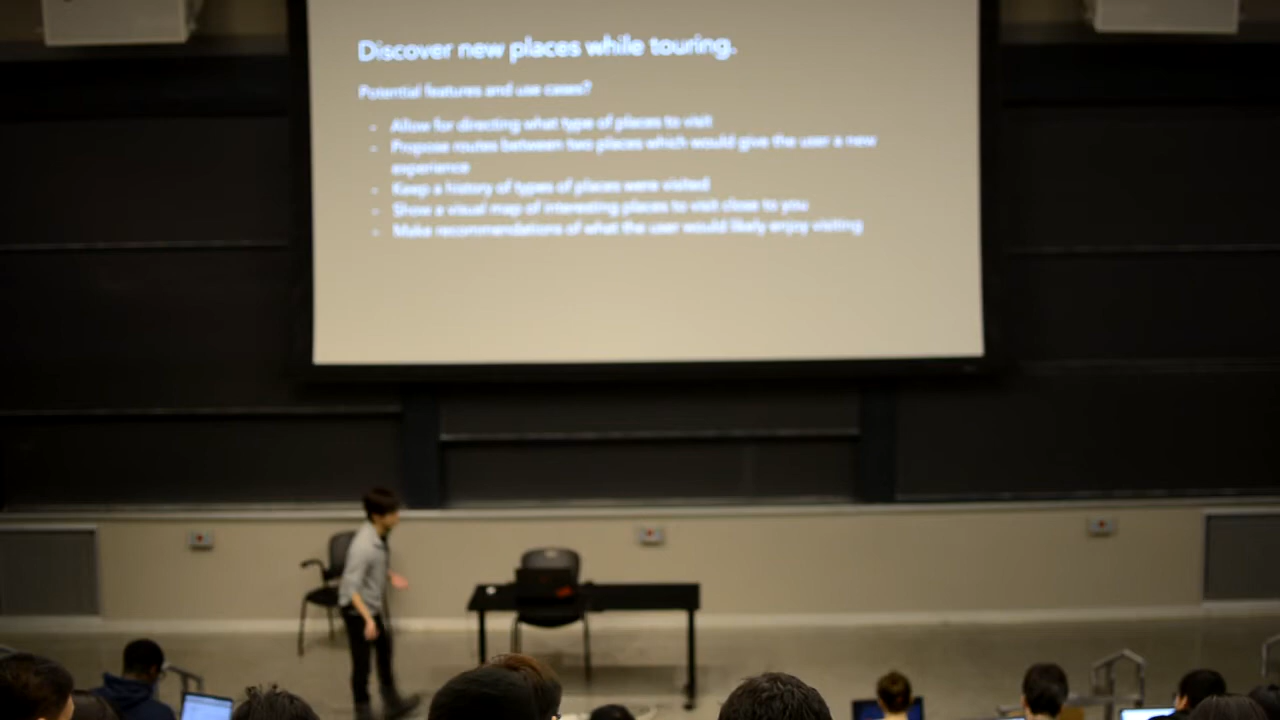 Discover new places while touring.
Potential features and use cases?
- Allow for directing what type of places to visit
- Propose routes between two places which would give the user a new
experience
- Keep a history of types of places were visited
- Show a visual map of interesting places to visit close to you
- Make recommendations of what the user would likely enjoy visiting